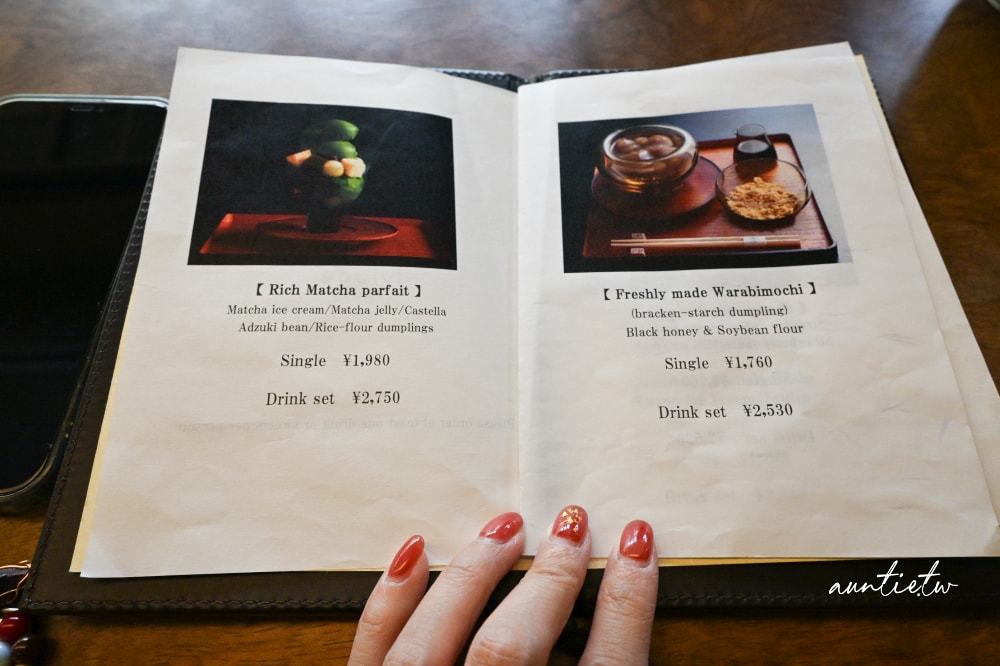 【 Rich Matcha parfait 】
Matcha ice cream/Matcha jelly/Castella
Adzuki bean/Rice-flour dumplings
Single ¥1,980
Drink set ¥2,750
【 Freshly made Warabimochi 】
(bracken-starch dumpling)
Black honey & Soybean flour
Single ¥1,760
Drink set ¥2,530
auntie.tw